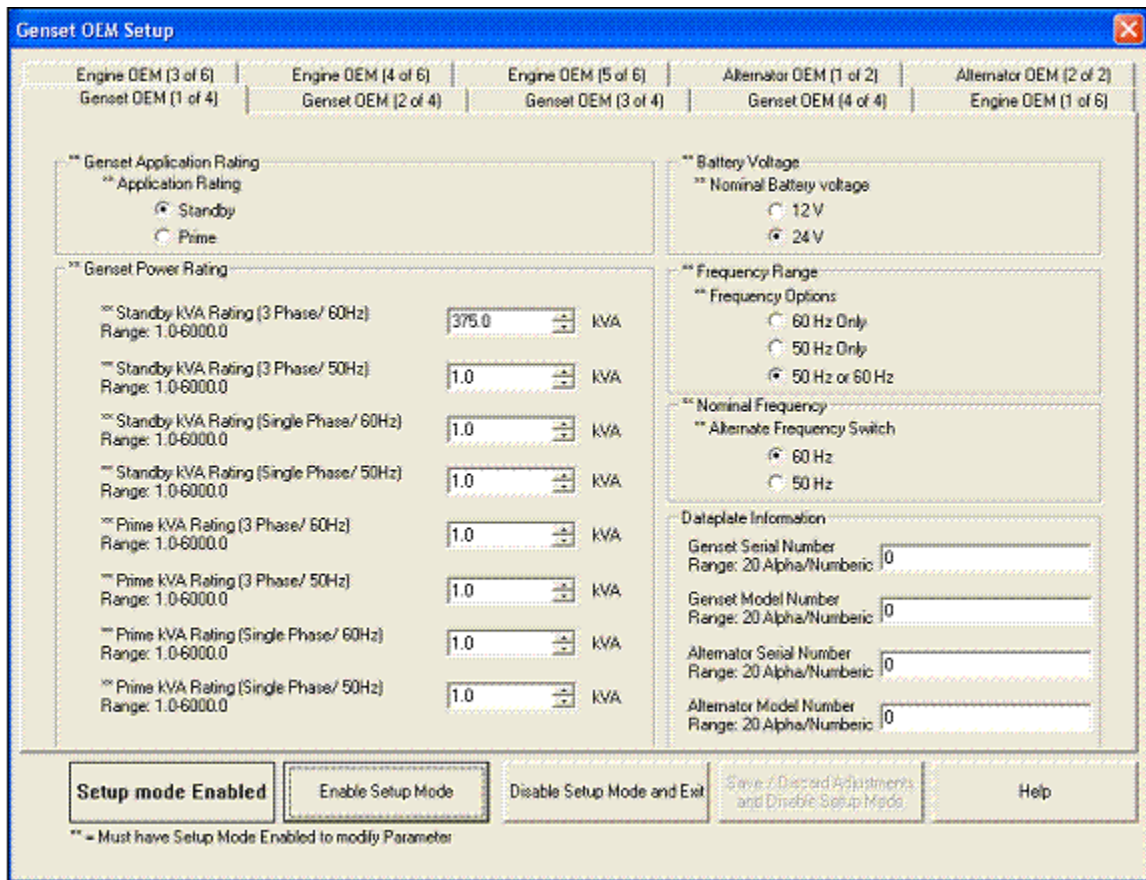 Genset OEM Setup
Engine OEM (3 of 6)
Engine OEM (4 of 6)
Engine OEM (5 of 6)
Alternator OEM (1 of 2)
Alternator OEM (2 of 2)
Genset OEM (1 of 4)
Genset OEM (2 of 4)
Genset OEM (3 of 4)
Genset OEM (4 of 4)
Engine OEM (1 of 6)
** Genset Application Rating
** Application Rating
Standby
Prime
** Genset Power Rating
** Standby kVA Rating (3 Phase/ 60Hz)
Range: 1.0-6000.0
375.0 kVA
** Standby kVA Rating (3 Phase/ 50Hz)
Range: 1.0-6000.0
1.0 kVA
** Standby kVA Rating (Single Phase/ 60Hz)
Range: 1.0-6000.0
1.0 kVA
** Standby kVA Rating (Single Phase/ 50Hz)
Range: 1.0-6000.0
1.0 kVA
** Prime kVA Rating (3 Phase/ 60Hz)
Range: 1.0-6000.0
1.0 kVA
** Prime kVA Rating (3 Phase/ 50Hz)
Range: 1.0-6000.0
1.0 kVA
** Prime kVA Rating (Single Phase/ 60Hz)
Range: 1.0-6000.0
1.0 kVA
** Prime kVA Rating (Single Phase/ 50Hz)
Range: 1.0-6000.0
1.0 kVA
** Battery Voltage
** Nominal Battery voltage
12 V
24 V
** Frequency Range
** Frequency Options
60 Hz Only
50 Hz Only
50 Hz or 60 Hz
** Nominal Frequency
** Alternate Frequency Switch
60 Hz
50 Hz
Dataplate Information
Genset Serial Number
Range: 20 Alpha/Numberic 0
Genset Model Number
Range: 20 Alpha/Numberic 0
Alternator Serial Number
Range: 20 Alpha/Numberic 0
Alternator Model Number
Range: 20 Alpha/Numberic 0
Setup mode Enabled
Enable Setup Mode
Disable Setup Mode and Exit
Save / Discard Adjustments
and Disable Setup Mode
Help
** = Must have Setup Mode Enabled to modify Parameter